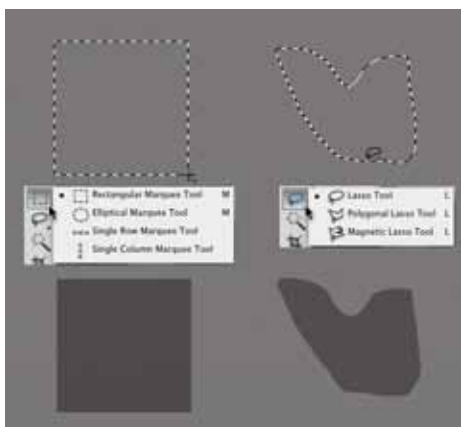 Rectangular Marquee Tool M
Elliptical Marquee Tool M
Single Row Marquee Tool
Single Column Marquee Tool
Lasso Tool L
Polygonal Lasso Tool L
Magnetic Lasso Tool L